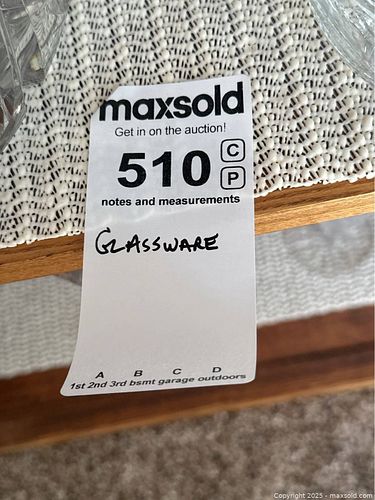 maxsold
Get in on the auction!
510 C
P
notes and measurements
GLASSWARE
A B C D
1st 2nd 3rd bsmt garage outdoors
Copyright 2025 - maxsold.com